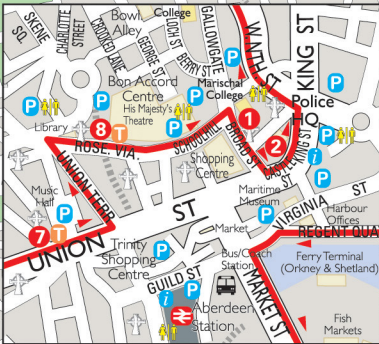 SKENE
SQ.
CHARLOTTE
STREET
CROOKED LANE
Bowl
Alley
College
GEORGE ST
LOCH ST
BERRY ST
GALLOWGATE
W.NTH. ST
KING ST
Bon Accord
Centre
His Majesty's
Theatre
Marischal
College
Police
H.Q.
P
P
P
P
1
2
Library
8
T
ROSE. VIA.
SCHOOLHILL
BROAD ST
KING ST
CASTLE ST
i
P
Shopping
Centre
UNION TERR.
Music
Hall
P
7
T
UNION
ST
Maritime
Museum
P
VIRGINIA
ST
Harbour
Offices
REGENT QUA
Market
Trinity
Shopping
Centre
P
Bus/Coach
Station
Ferry Terminal
(Orkney & Shetland)
GUILD ST
i
P
Aberdeen
Station
MARKET ST
Fish
Markets